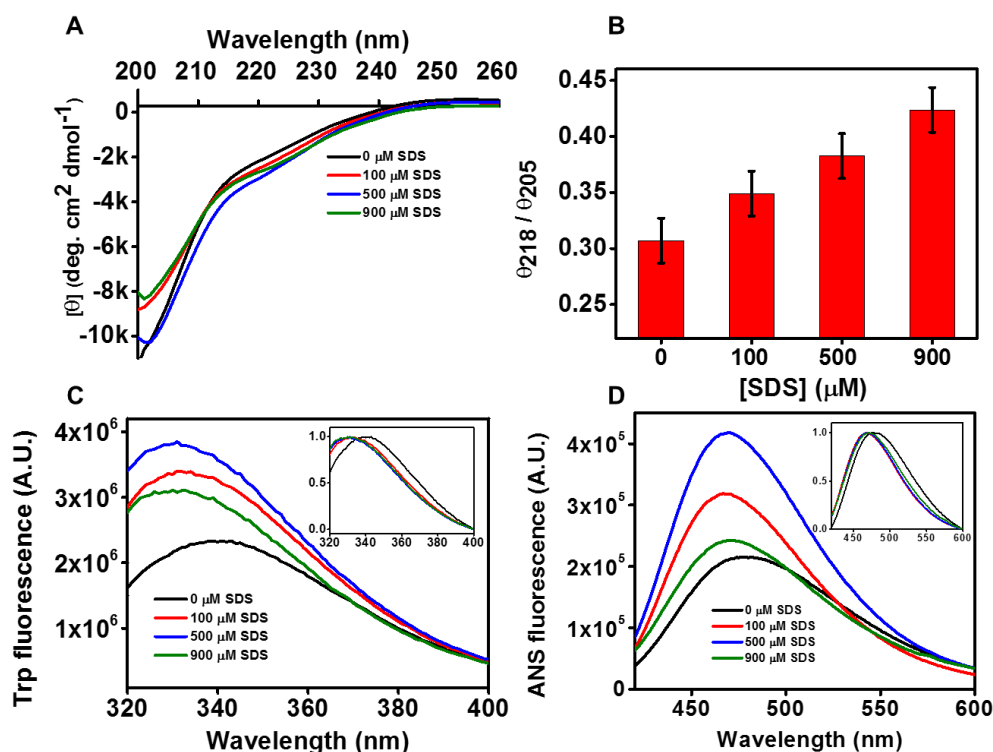 A
Wavelength (nm)
200 210 220 230 240 250 260
0
-2k
-4k
-6k
-8k
-10k
[θ] (deg. cm² dmol⁻¹)
0 μM SDS
100 μM SDS
500 μM SDS
900 μM SDS
B
0.45
0.40
0.35
0.30
0.25
θ218 / θ205
0 100 500 900
[SDS] (μM)
C
4x10⁶
3x10⁶
2x10⁶
1x10⁶
Trp fluorescence (A.U.)
1.0
0.5
0.0
320 340 360 380 400
0 μM SDS
100 μM SDS
500 μM SDS
900 μM SDS
320 340 360 380 400
Wavelength (nm)
D
4x10⁵
3x10⁵
2x10⁵
1x10⁵
0
ANS fluorescence (A.U.)
1.0
0.5
0.0
450 500 550 600
0 μM SDS
100 μM SDS
500 μM SDS
900 μM SDS
450 500 550 600
Wavelength (nm)